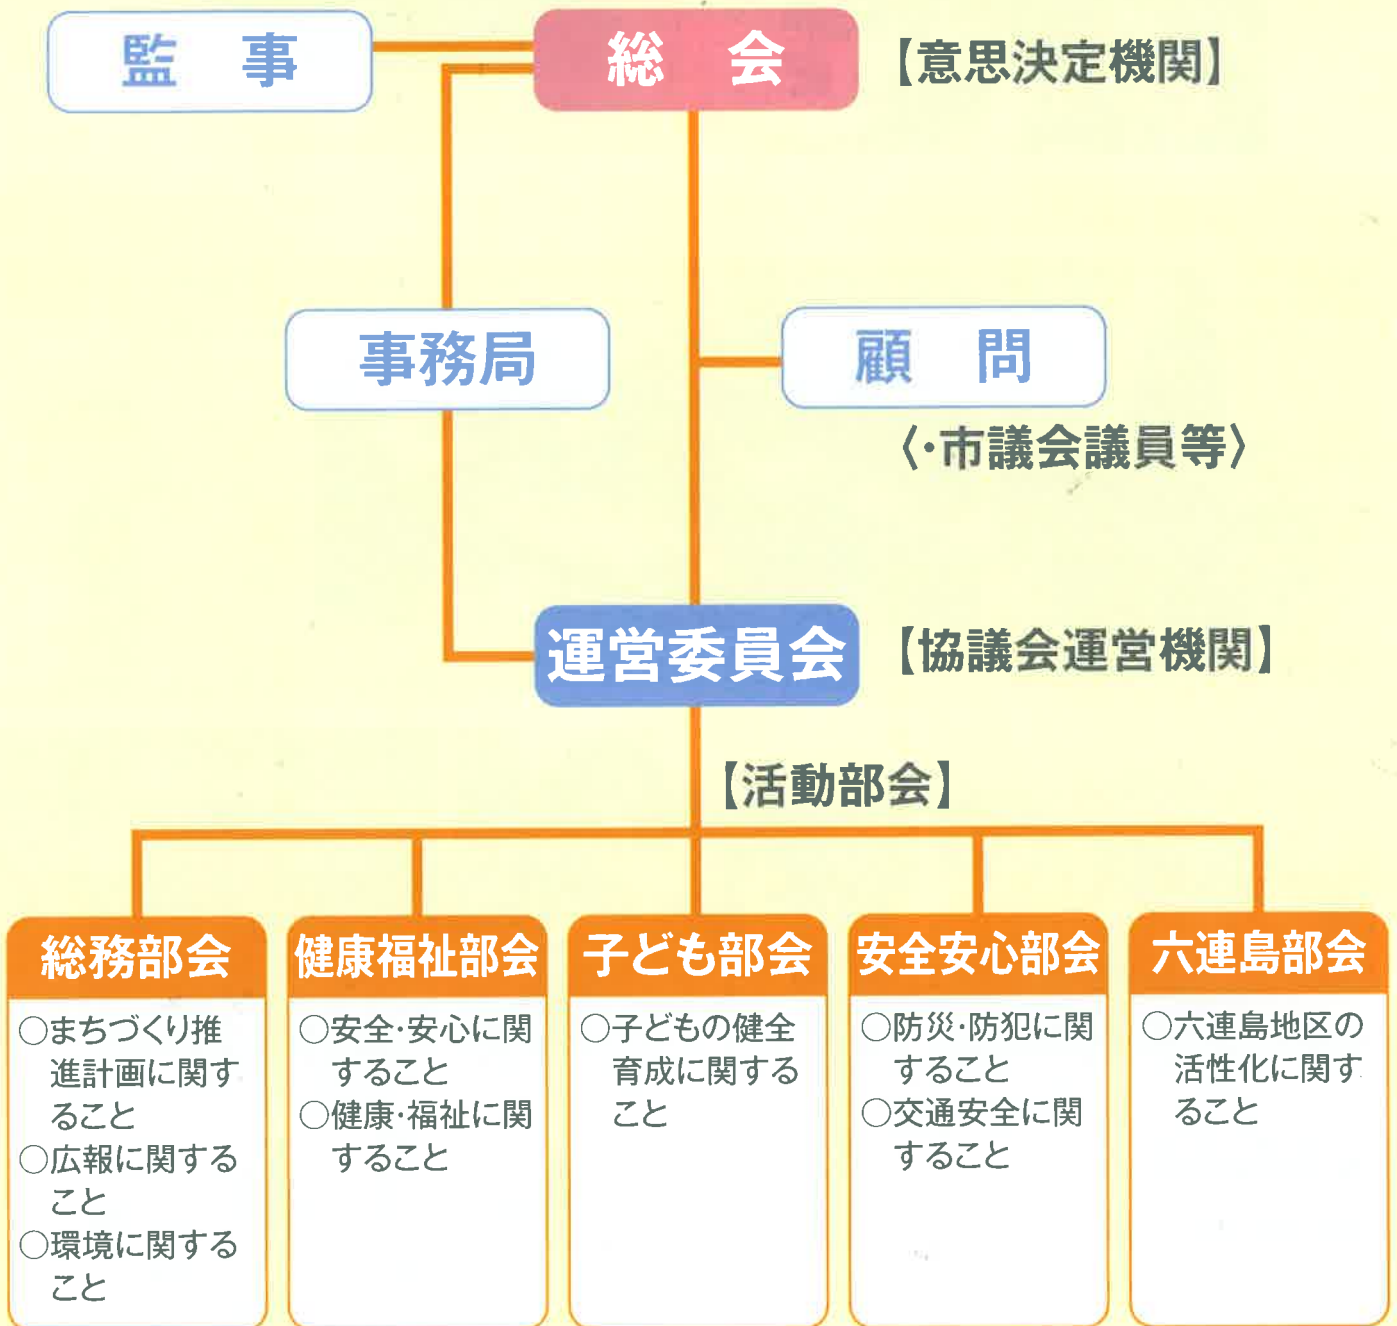 監　事
総　会
【意思決定機関】
事務局
顧　問
〈・市議会議員等〉
運営委員会
【協議会運営機関】
【活動部会】
総務部会
○まちづくり推
進計画に関す
ること
○広報に関する
こと
○環境に関する
こと
健康福祉部会
○安全・安心に関
すること
○健康・福祉に関
すること
子ども部会
○子どもの健全
育成に関する
こと
安全安心部会
○防災・防犯に関
すること
○交通安全に関
すること
六連島部会
○六連島地区の
活性化に関す
ること